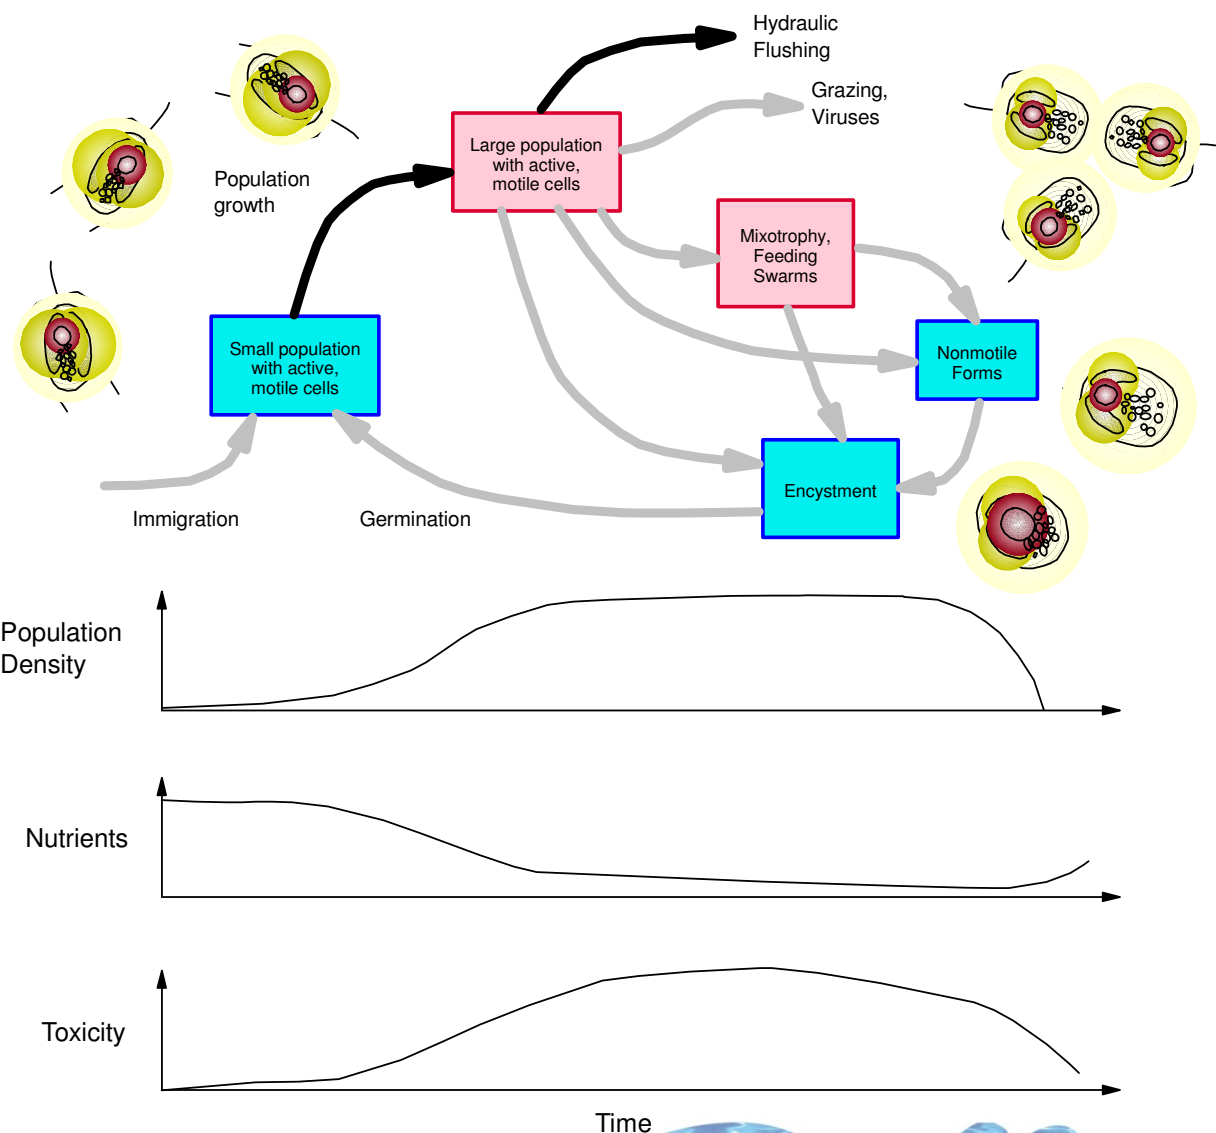 Hydraulic
Flushing
Grazing,
Viruses
Population
growth
Large population
with active,
motile cells
Mixotrophy,
Feeding
Swarms
Small population
with active,
motile cells
Nonmotile
Forms
Encystment
Immigration
Germination
Population
Density
Nutrients
Toxicity
Time